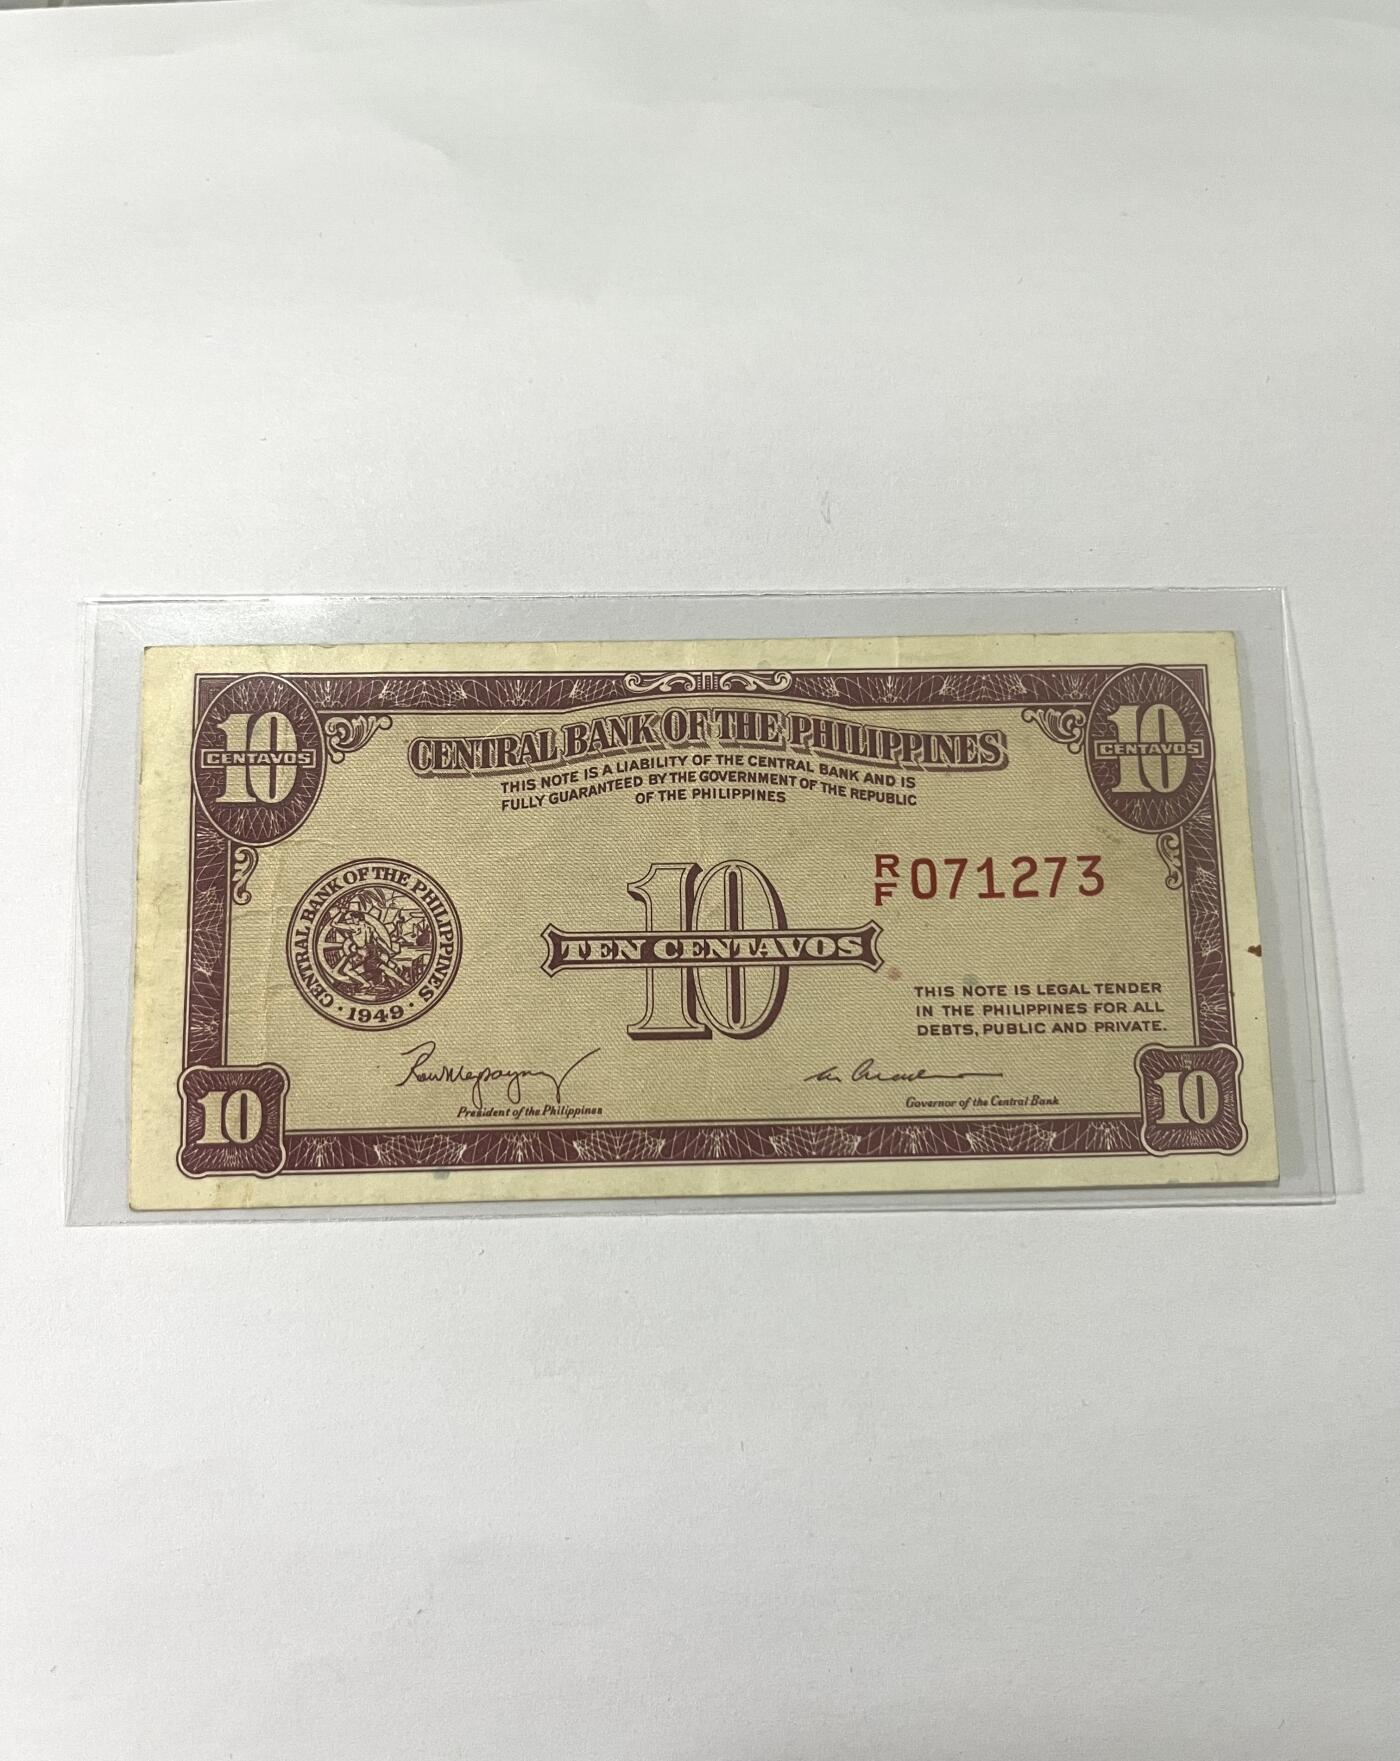 10
CENTAVOS
10
CENTAVOS
CENTRAL BANK OF THE PHILIPPINES
THIS NOTE IS A LIABILITY OF THE CENTRAL BANK AND IS
FULLY GUARANTEED BY THE GOVERNMENT OF THE REPUBLIC
OF THE PHILIPPINES
R/F 071273
CENTRAL BANK OF THE PHILIPPINES
· 1949 ·
10
TEN CENTAVOS
THIS NOTE IS LEGAL TENDER
IN THE PHILIPPINES FOR ALL
DEBTS, PUBLIC AND PRIVATE.
President of the Philippines
Governor of the Central Bank
10
10